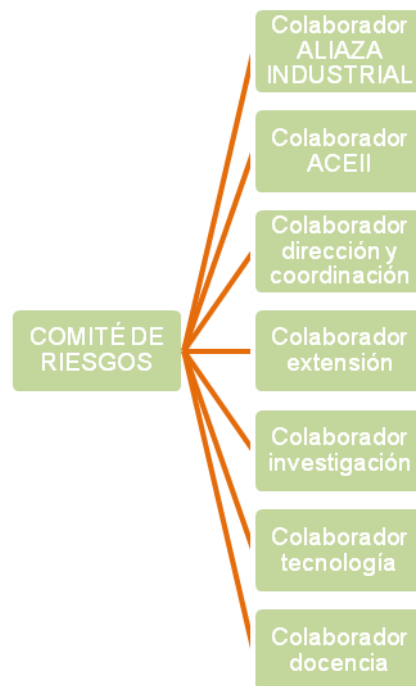 Colaborador
ALIAZA
INDUSTRIAL
Colaborador
ACEII
Colaborador
dirección y
coordinación
COMITÉ DE
RIESGOS
Colaborador
extensión
Colaborador
investigación
Colaborador
tecnología
Colaborador
docencia